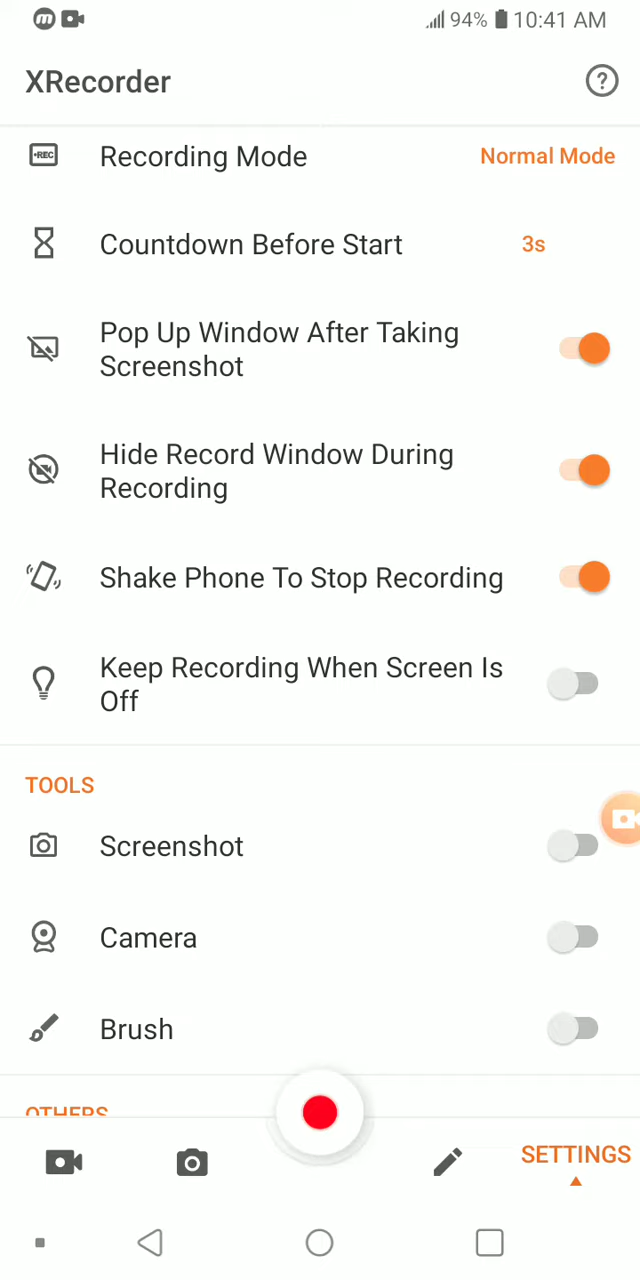 94% 10:41 AM
XRecorder
Recording Mode Normal Mode
Countdown Before Start 3s
Pop Up Window After Taking
Screenshot
Hide Record Window During
Recording
Shake Phone To Stop Recording
Keep Recording When Screen Is
Off
TOOLS
Screenshot
Camera
Brush
OTHERS
SETTINGS